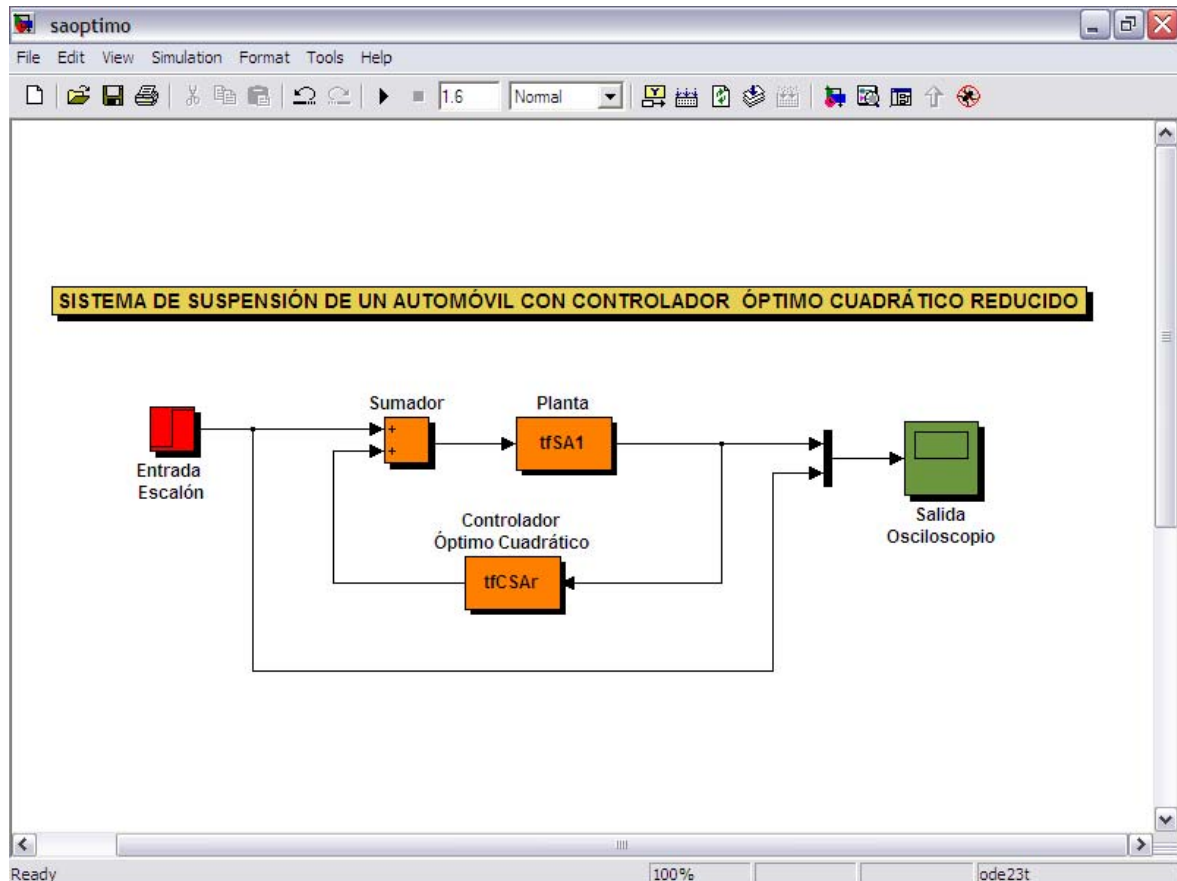 saoptimo
File Edit View Simulation Format Tools Help
1.6 Normal
SISTEMA DE SUSPENSIÓN DE UN AUTOMÓVIL CON CONTROLADOR ÓPTIMO CUADRÁTICO REDUCIDO
Sumador
Planta
+
+
tfSA1
Entrada
Escalón
Salida
Osciloscopio
Controlador
Óptimo Cuadrático
tfCSAr
Ready 100% ode23t